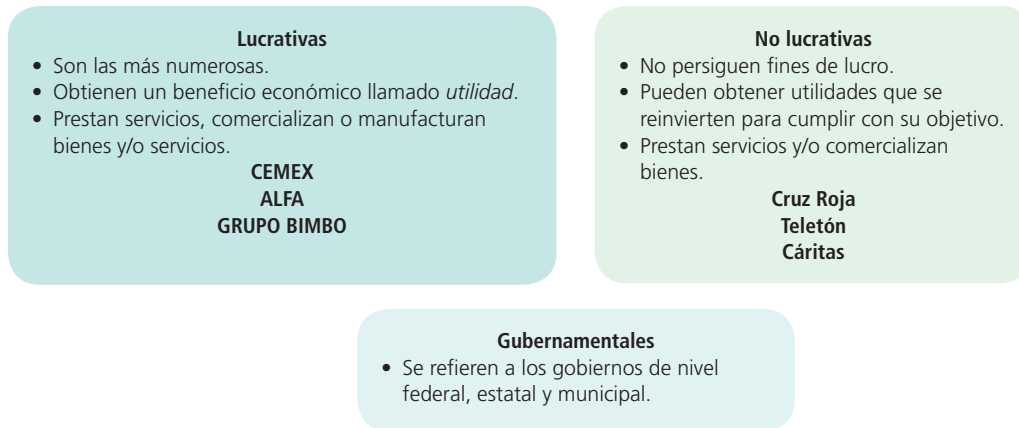 Lucrativas
• Son las más numerosas.
• Obtienen un beneficio económico llamado utilidad.
• Prestan servicios, comercializan o manufacturan
bienes y/o servicios.
CEMEX
ALFA
GRUPO BIMBO
No lucrativas
• No persiguen fines de lucro.
• Pueden obtener utilidades que se
reinvierten para cumplir con su objetivo.
• Prestan servicios y/o comercializan
bienes.
Cruz Roja
Teletón
Cáritas
Gubernamentales
• Se refieren a los gobiernos de nivel
federal, estatal y municipal.